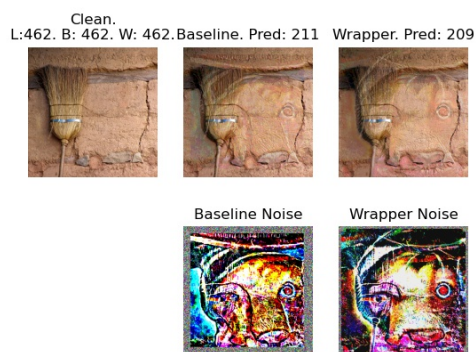 Clean.
L:462. B: 462. W: 462.
Baseline. Pred: 211
Wrapper. Pred: 209
Baseline Noise
Wrapper Noise